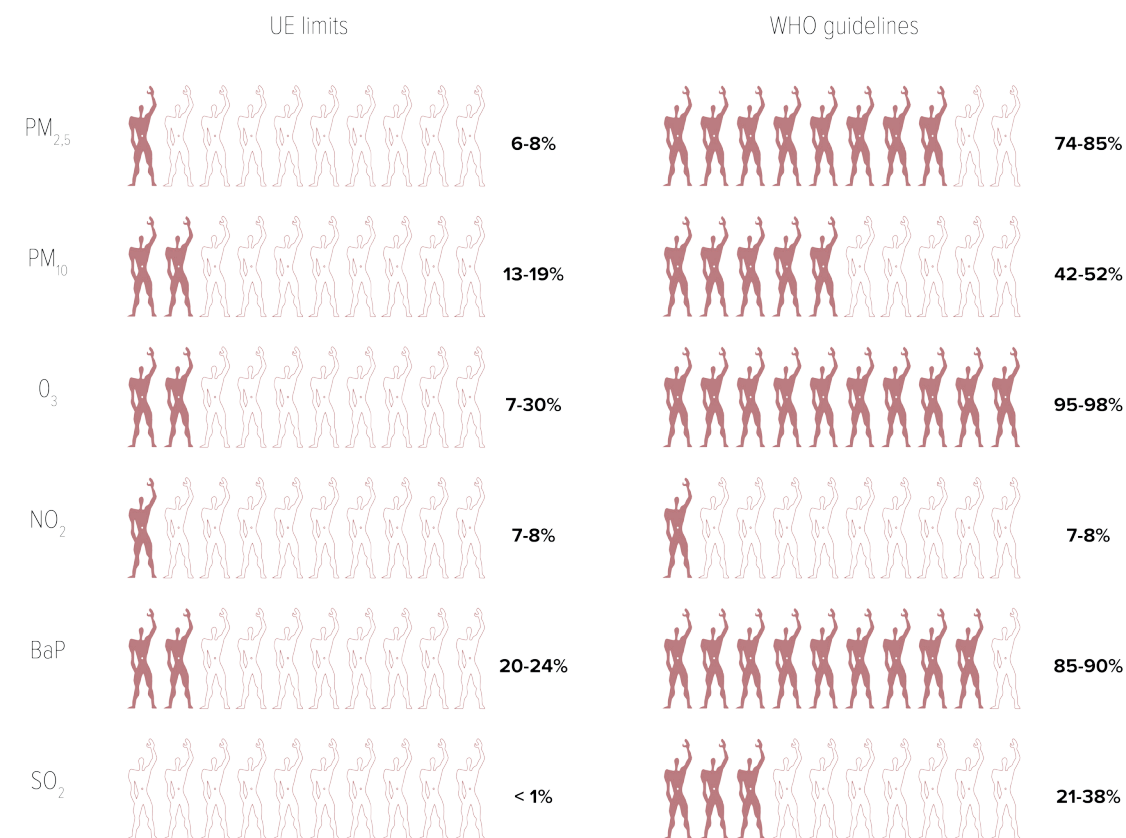 UE limits WHO guidelines
PM2,5 6-8% 74-85%
PM10 13-19% 42-52%
O3 7-30% 95-98%
NO2 7-8% 7-8%
BaP 20-24% 85-90%
SO2 < 1% 21-38%